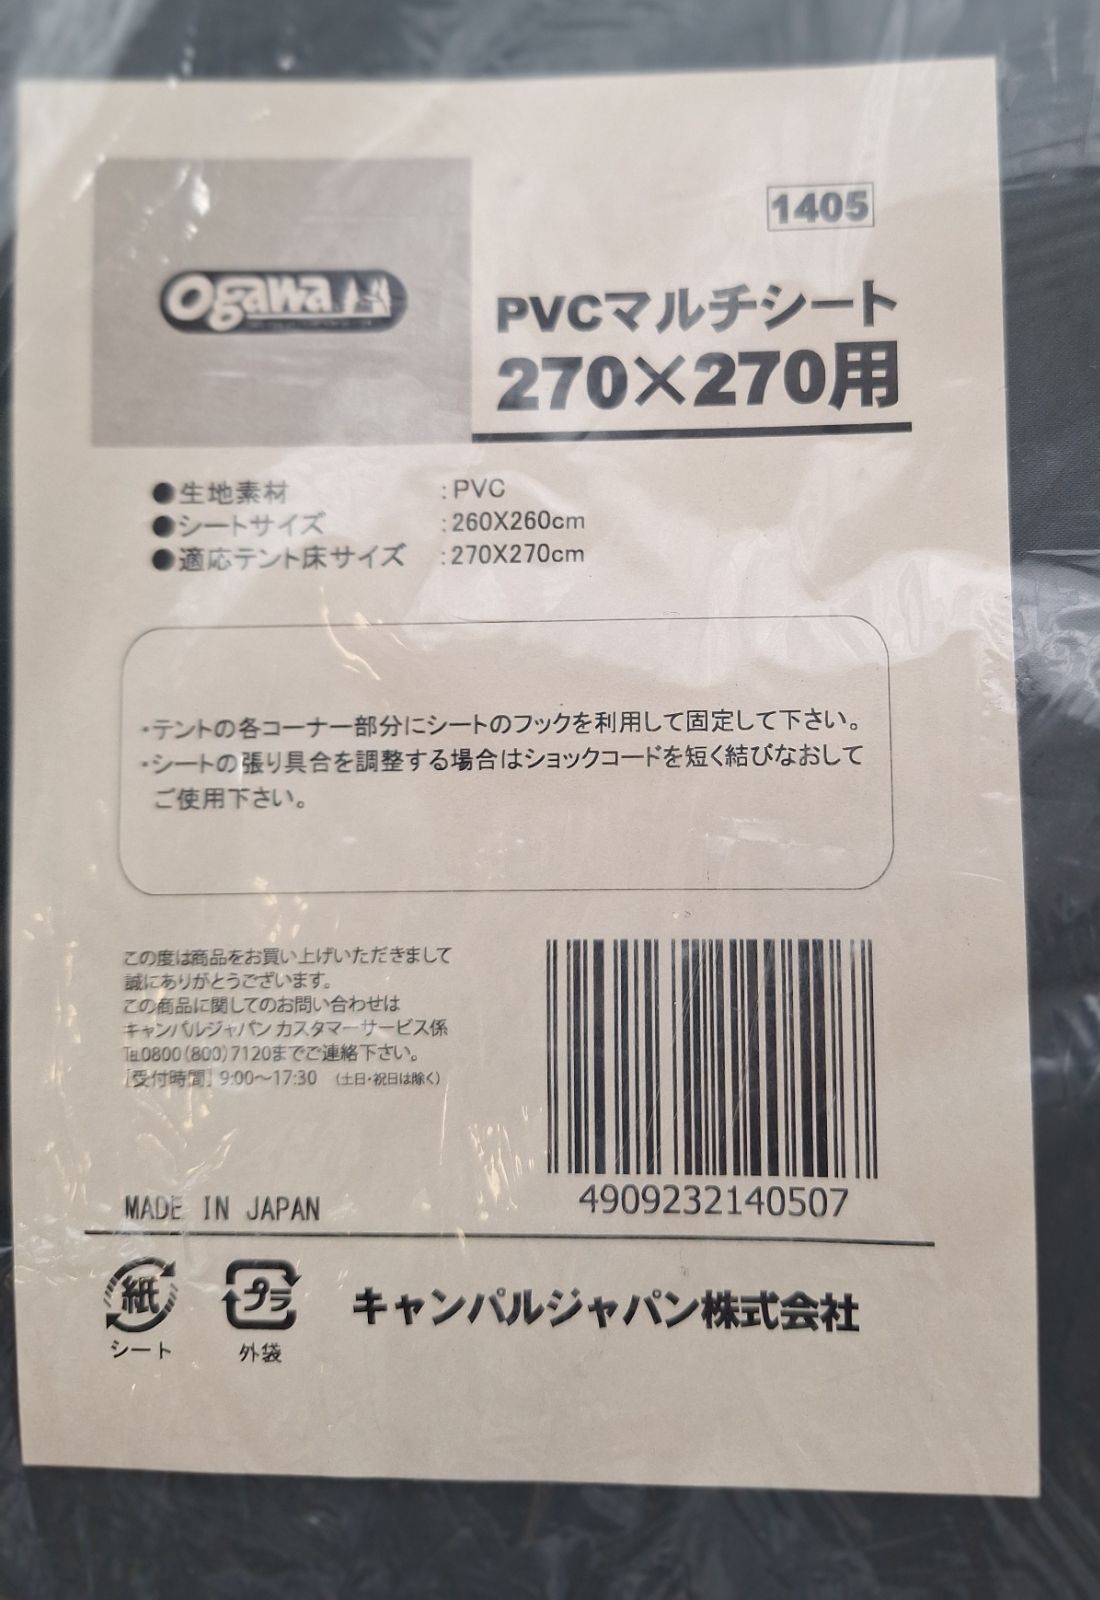 1405
ogawa
PVCマルチシート
270×270用
●生地素材 :PVC
●シートサイズ :260X260cm
●適応テント床サイズ :270X270cm
・テントの各コーナー部分にシートのフックを利用して固定して下さい。
・シートの張り具合を調整する場合はショックコードを短く結びなおして
ご使用下さい。
この度は商品をお買い上げいただきまして
誠にありがとうございます。
この商品に関してのお問い合わせは
キャンパルジャパン カスタマーサービス係
℡0800(800)7120までご連絡下さい。
[受付時間] 9:00～17:30 (土日・祝日は除く)
4909232140507
MADE IN JAPAN
紙
シート
プラ
外袋
キャンパルジャパン株式会社